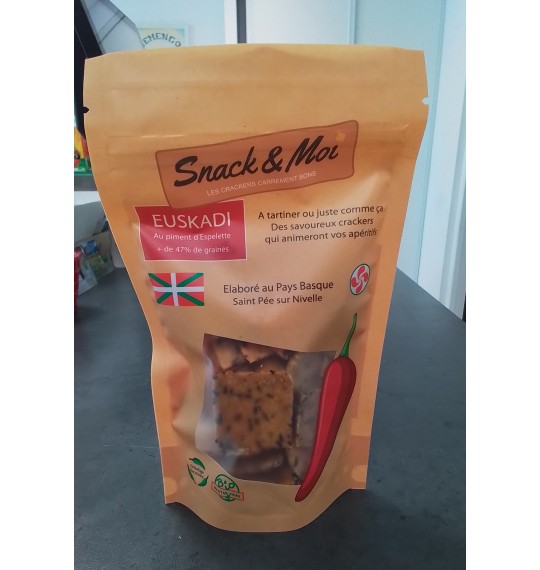 Snack & Moi
LES CRACKERS CARREMENT BONS
EUSKADI
Au piment d'Espelette
+ de 47% de graines
A tartiner ou juste comme ça
Des savoureux crackers
qui animeront vos apéritifs
Elaboré au Pays Basque
Saint Pée sur Nivelle
BIO